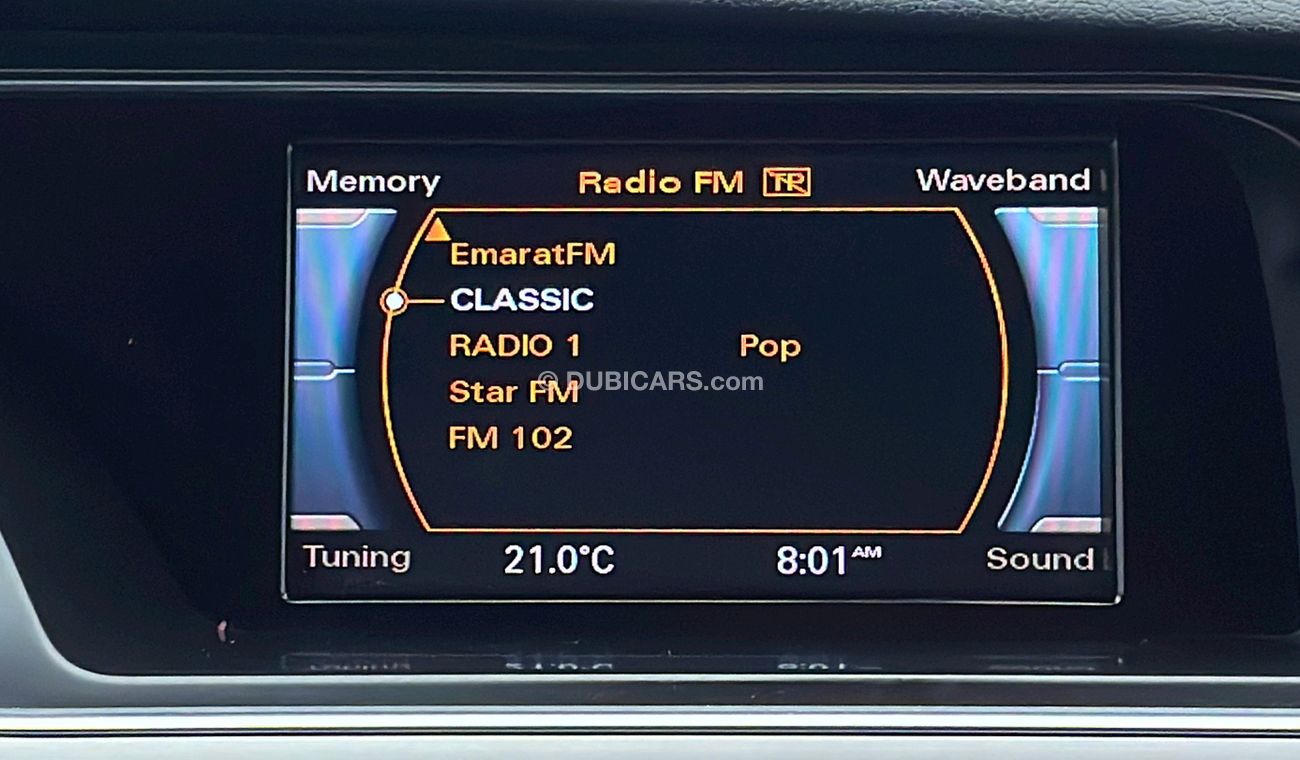 Memory Radio FM TP Waveband
EmaratFM
CLASSIC
RADIO 1 Pop
Star FM
© DUBICARS.com
FM 102
Tuning 21.0°C 8:01 AM Sound